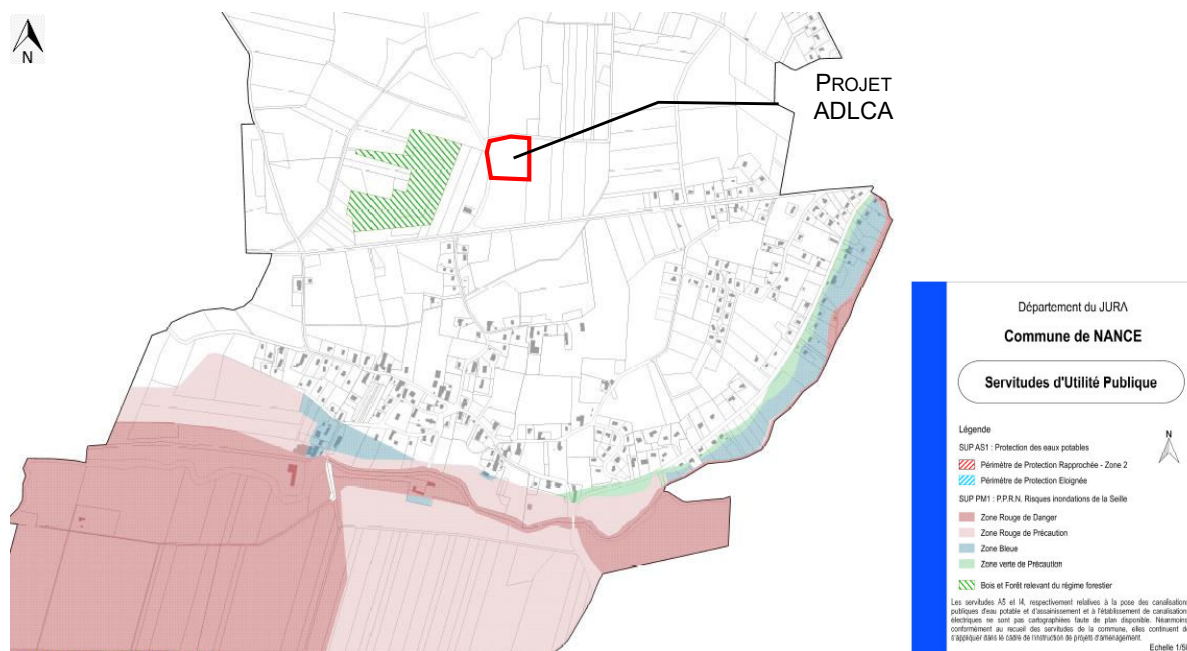 N
PROJET
ADLCA
Département du JURA
Commune de NANCE
Servitudes d'Utilité Publique
Légende
N
SUP AS1 : Protection des eaux potables
Périmètre de Protection Rapprochée - Zone 2
Périmètre de Protection Eloignée
SUP PM1 : P.P.R.N. Risques inondations de la Seille
Zone Rouge de Danger
Zone Rouge de Précaution
Zone Bleue
Zone verte de Précaution
Bois et Forêt relevant du régime forestier
Les servitudes A5 et I4, respectivement relatives à la pose des canalisations
publiques d'eau potable et d'assainissement et à l'établissement de canalisation
électriques ne sont pas cartographiées faute de plan disponible. Néanmoins
conformément au recueil des servitudes de la commune, elles continuent de
s'appliquer dans le cadre de l'instruction de projets d'aménagement.
Echelle